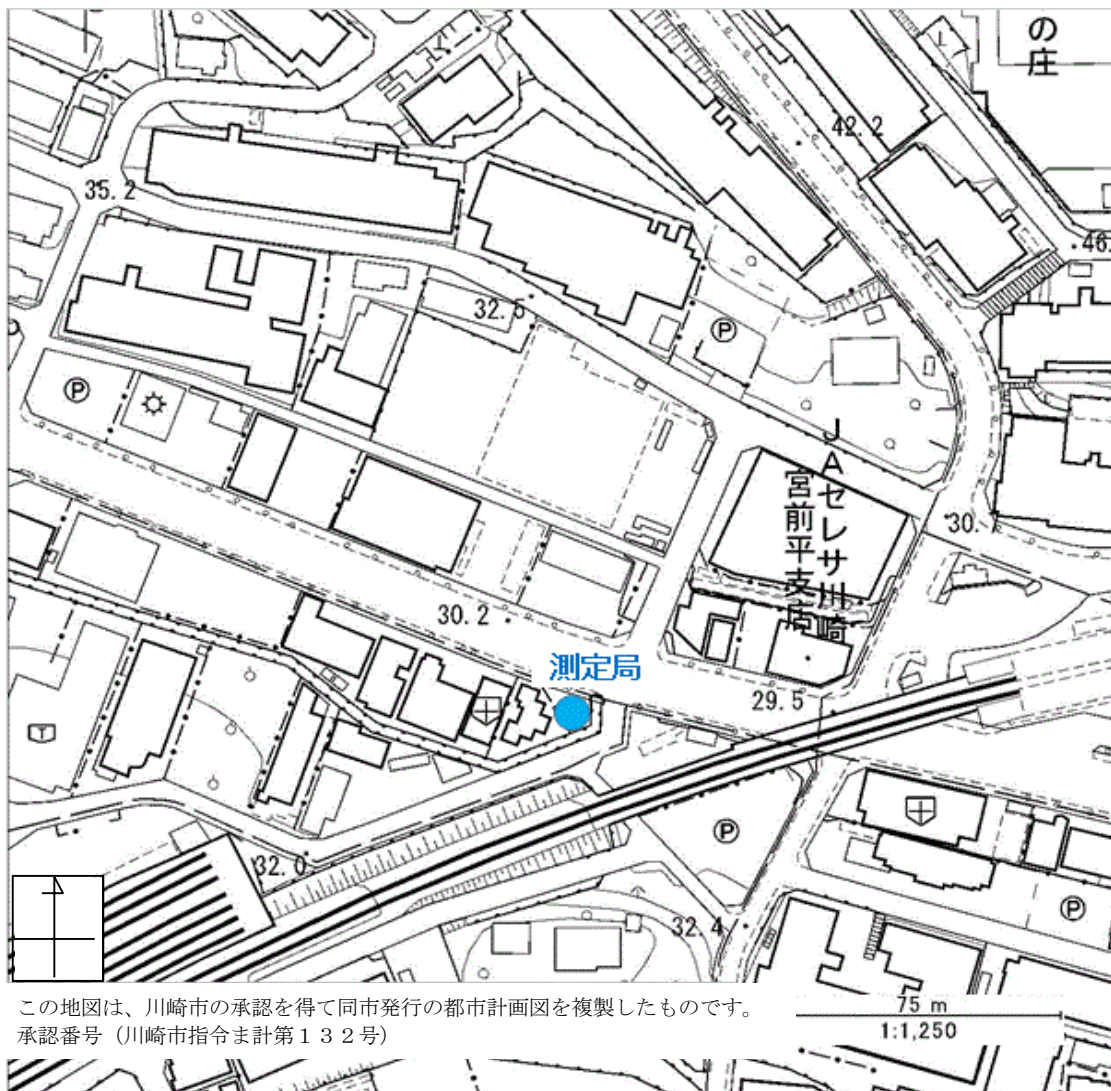 の庄
42.2
35.2
46.
32.5
Ⓟ
Ⓟ
JAセレサ川崎
宮前平支店
30.
30.2
測定局
29.5
Ⓟ
32.0
Ⓟ
32.4
この地図は、川崎市の承認を得て同市発行の都市計画図を複製したものです。
承認番号（川崎市指令ま計第１３２号）
75 m
1:1,250